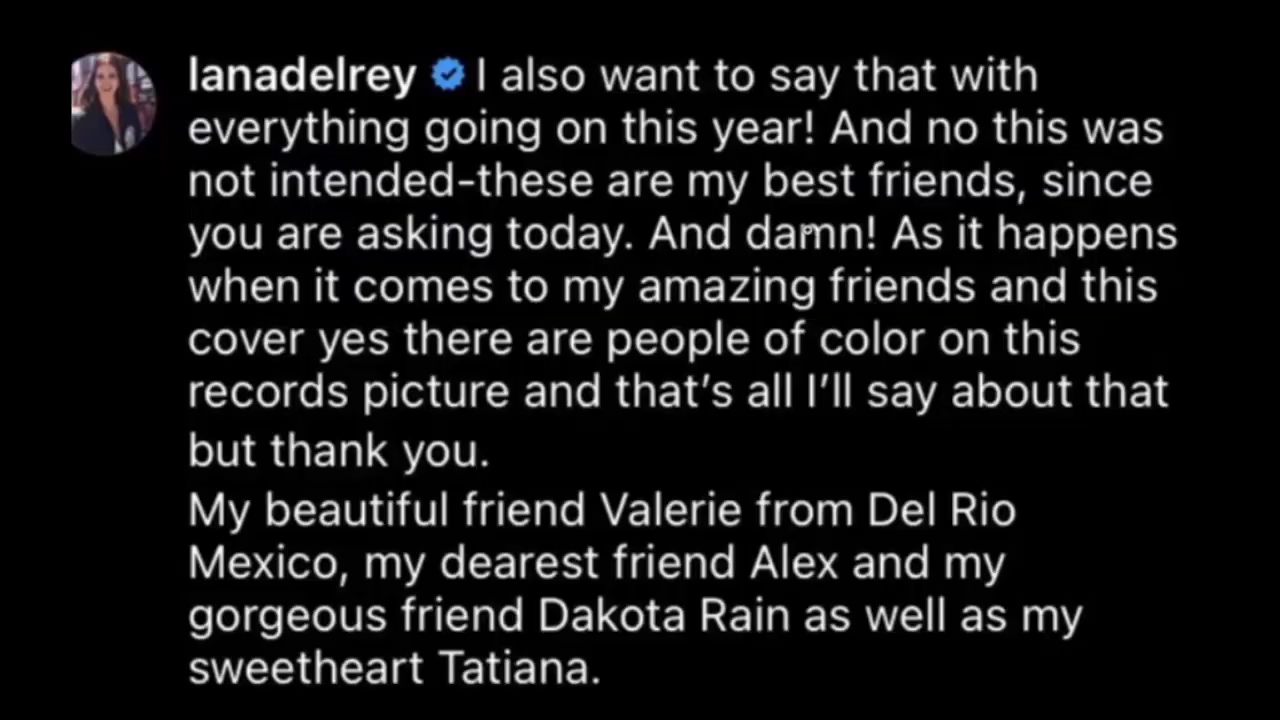 lanadelrey I also want to say that with
everything going on this year! And no this was
not intended-these are my best friends, since
you are asking today. And damn! As it happens
when it comes to my amazing friends and this
cover yes there are people of color on this
records picture and that's all I'll say about that
but thank you.
My beautiful friend Valerie from Del Rio
Mexico, my dearest friend Alex and my
gorgeous friend Dakota Rain as well as my
sweetheart Tatiana.